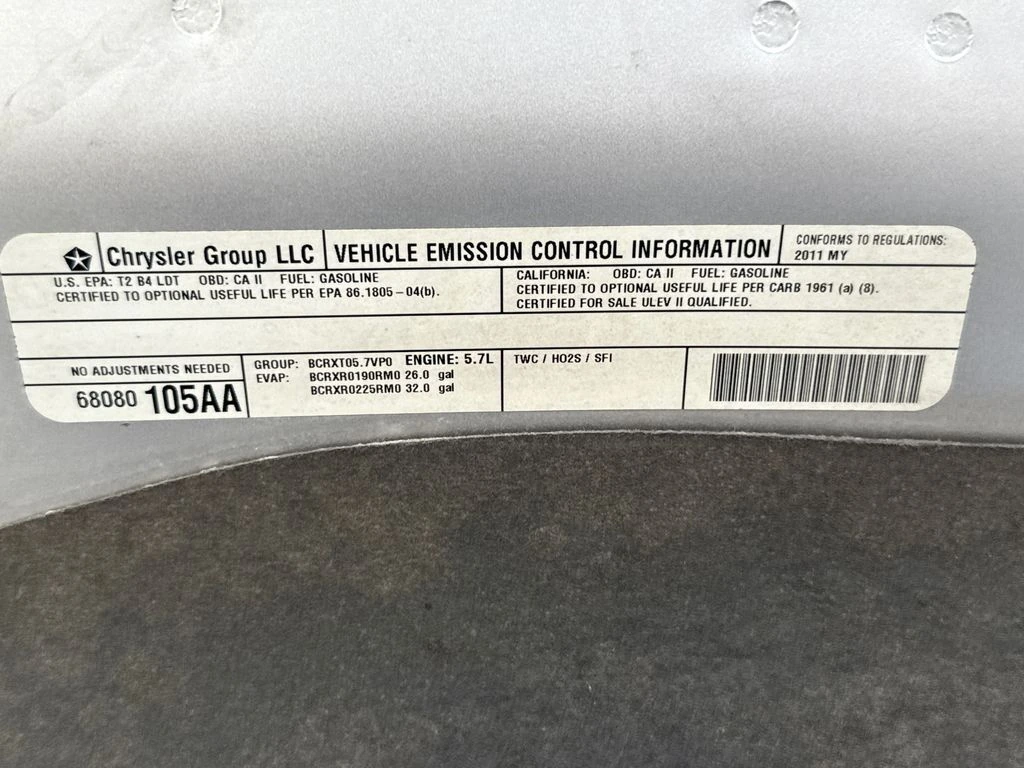 Chrysler Group LLC
VEHICLE EMISSION CONTROL INFORMATION
CONFORMS TO REGULATIONS:
2011 MY
U.S. EPA: T2 B4 LDT OBD: CA II FUEL: GASOLINE
CERTIFIED TO OPTIONAL USEFUL LIFE PER EPA 86.1805-04(b).
CALIFORNIA: OBD: CA II FUEL: GASOLINE
CERTIFIED TO OPTIONAL USEFUL LIFE PER CARB 1961 (a) (8).
CERTIFIED FOR SALE ULEV II QUALIFIED.
NO ADJUSTMENTS NEEDED
68080 105AA
GROUP: BCRXT05.7VP0 ENGINE: 5.7L
EVAP: BCRXR0190RM0 26.0 gal
BCRXR0225RM0 32.0 gal
TWC / HO2S / SFI